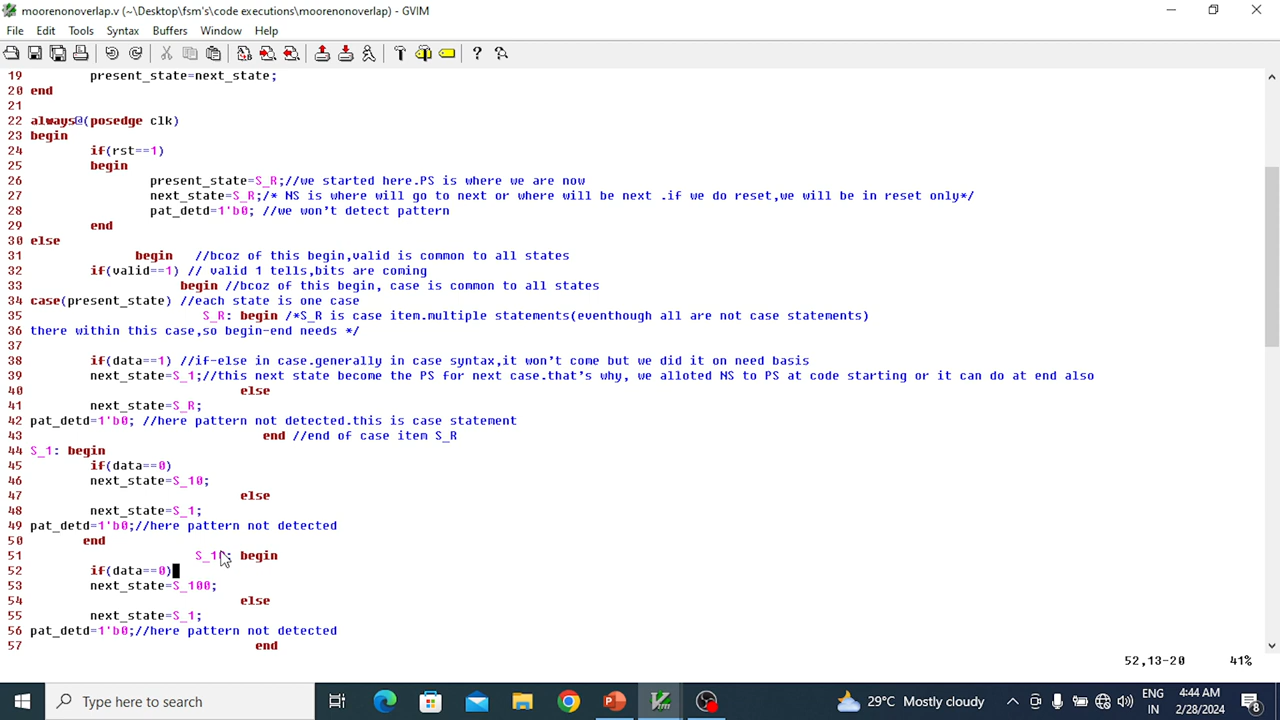 moorenonoverlap.v (~\Desktop\fsm's\code executions\moorenonoverlap) - GVIM
File Edit Tools Syntax Buffers Window Help
19 present_state=next_state;
20 end
21
22 always@(posedge clk)
23 begin
24 if(rst==1)
25 begin
26 present_state=S_R;//we started here.PS is where we are now
27 next_state=S_R;/* NS is where will go to next or where will be next .if we do reset,we will be in reset only*/
28 pat_detd=1'b0; //we won't detect pattern
29 end
30 else
31 begin //bcoz of this begin,valid is common to all states
32 if(valid==1) // valid 1 tells,bits are coming
33 begin //bcoz of this begin, case is common to all states
34 case(present_state) //each state is one case
35 S_R: begin /*S_R is case item.multiple statements(eventhough all are not case statements)
36 there within this case,so begin-end needs */
37
38 if(data==1) //if-else in case.generally in case syntax,it won't come but we did it on need basis
39 next_state=S_1;//this next state become the PS for next case.that's why, we alloted NS to PS at code starting or it can do at end also
40 else
41 next_state=S_R;
42 pat_detd=1'b0; //here pattern not detected.this is case statement
43 end //end of case item S_R
44 S_1: begin
45 if(data==0)
46 next_state=S_10;
47 else
48 next_state=S_1;
49 pat_detd=1'b0;//here pattern not detected
50 end
51 begin
52 if(data==0)
53 next_state=S_100;
54 else
55 next_state=S_1;
56 pat_detd=1'b0;//here pattern not detected
57 end
52,13-20 41%
Type here to search
29°C Mostly cloudy
ENG
IN
4:44 AM
2/28/2024
8